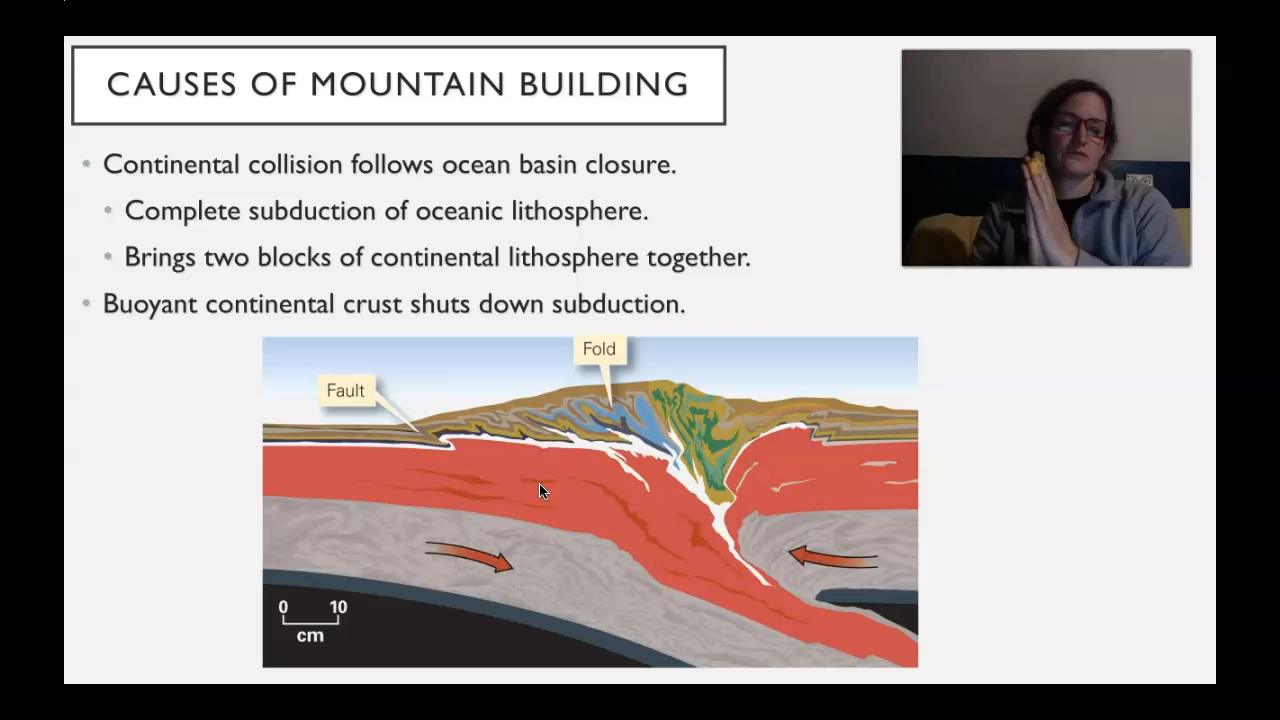 CAUSES OF MOUNTAIN BUILDING
• Continental collision follows ocean basin closure.
• Complete subduction of oceanic lithosphere.
• Brings two blocks of continental lithosphere together.
• Buoyant continental crust shuts down subduction.
Fold
Fault
0 10
cm